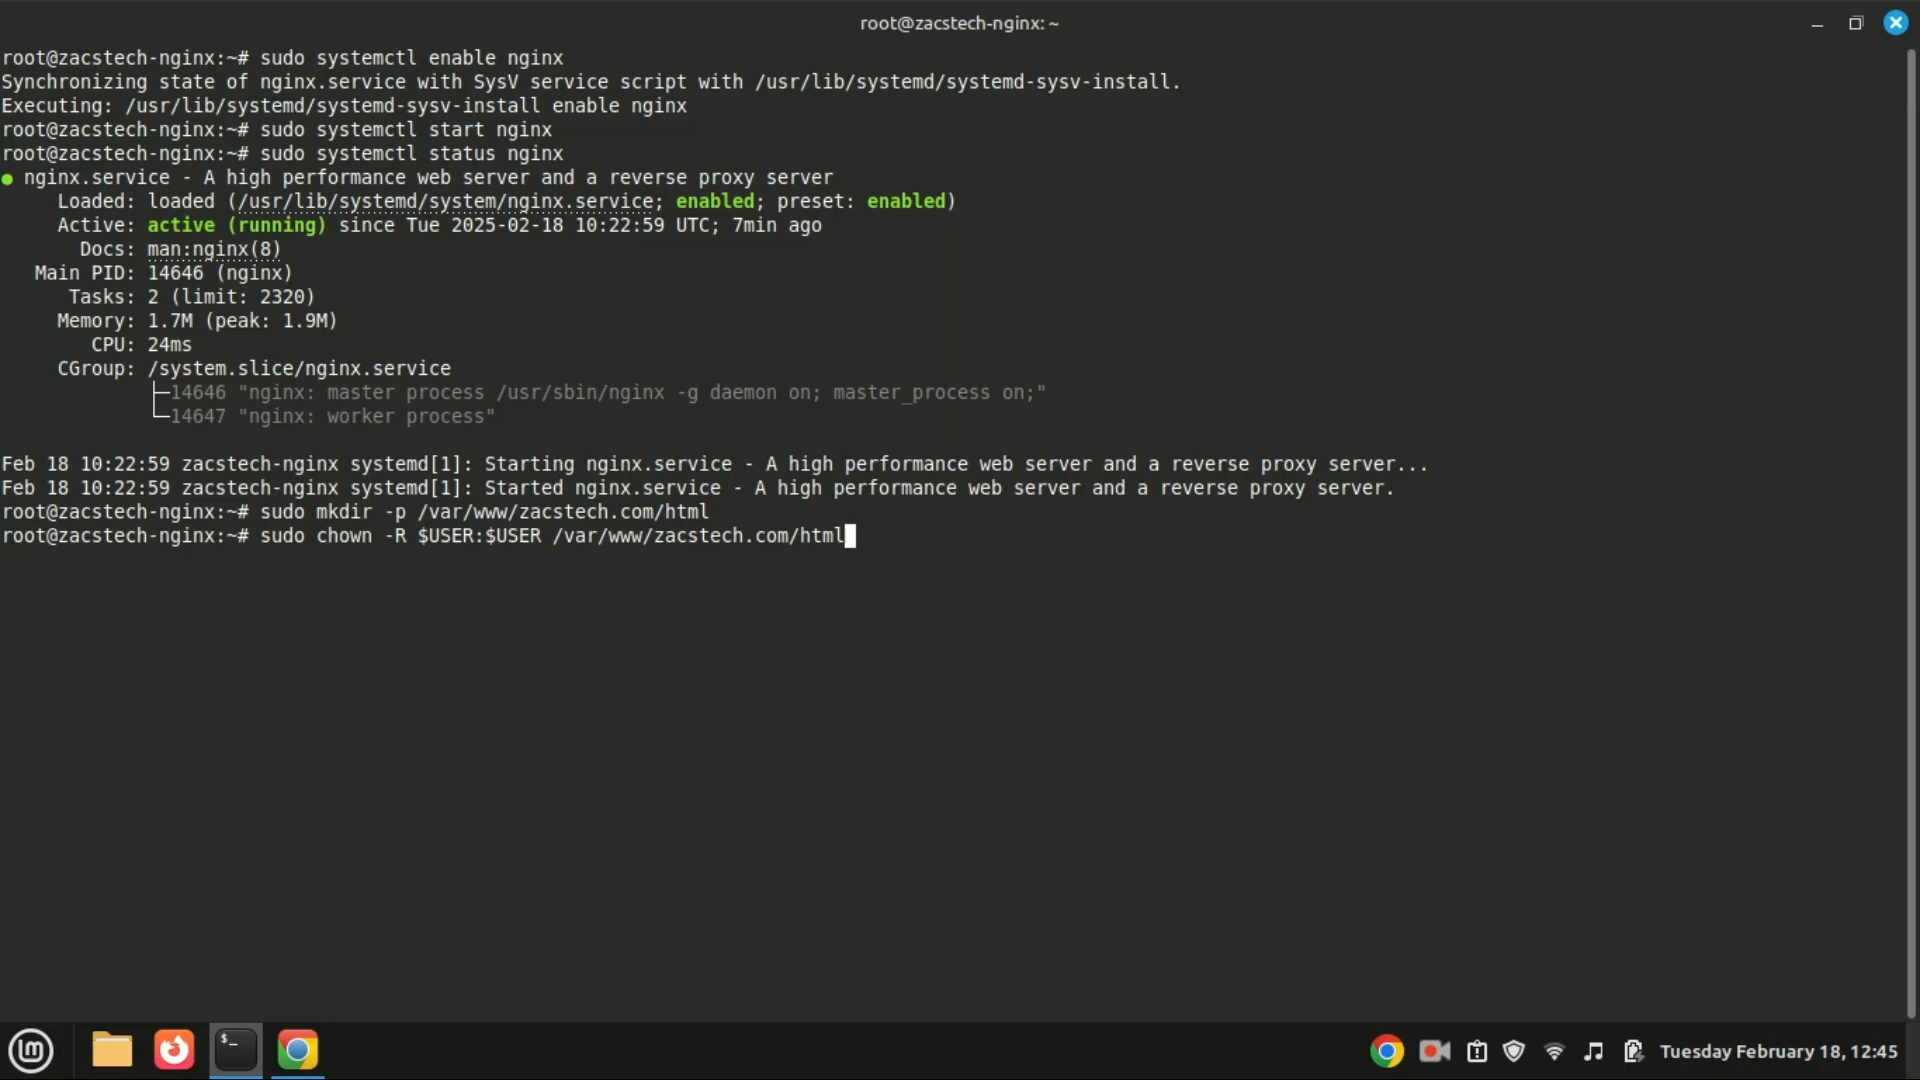 root@zacstech-nginx: ~
root@zacstech-nginx:~# sudo systemctl enable nginx
Synchronizing state of nginx.service with SysV service script with /usr/lib/systemd/systemd-sysv-install.
Executing: /usr/lib/systemd/systemd-sysv-install enable nginx
root@zacstech-nginx:~# sudo systemctl start nginx
root@zacstech-nginx:~# sudo systemctl status nginx
● nginx.service - A high performance web server and a reverse proxy server
     Loaded: loaded (/usr/lib/systemd/system/nginx.service; enabled; preset: enabled)
     Active: active (running) since Tue 2025-02-18 10:22:59 UTC; 7min ago
       Docs: man:nginx(8)
   Main PID: 14646 (nginx)
      Tasks: 2 (limit: 2320)
     Memory: 1.7M (peak: 1.9M)
        CPU: 24ms
     CGroup: /system.slice/nginx.service
             ├─14646 "nginx: master process /usr/sbin/nginx -g daemon on; master_process on;"
             └─14647 "nginx: worker process"
Feb 18 10:22:59 zacstech-nginx systemd[1]: Starting nginx.service - A high performance web server and a reverse proxy server...
Feb 18 10:22:59 zacstech-nginx systemd[1]: Started nginx.service - A high performance web server and a reverse proxy server.
root@zacstech-nginx:~# sudo mkdir -p /var/www/zacstech.com/html
root@zacstech-nginx:~# sudo chown -R $USER:$USER /var/www/zacstech.com/html
Tuesday February 18, 12:45